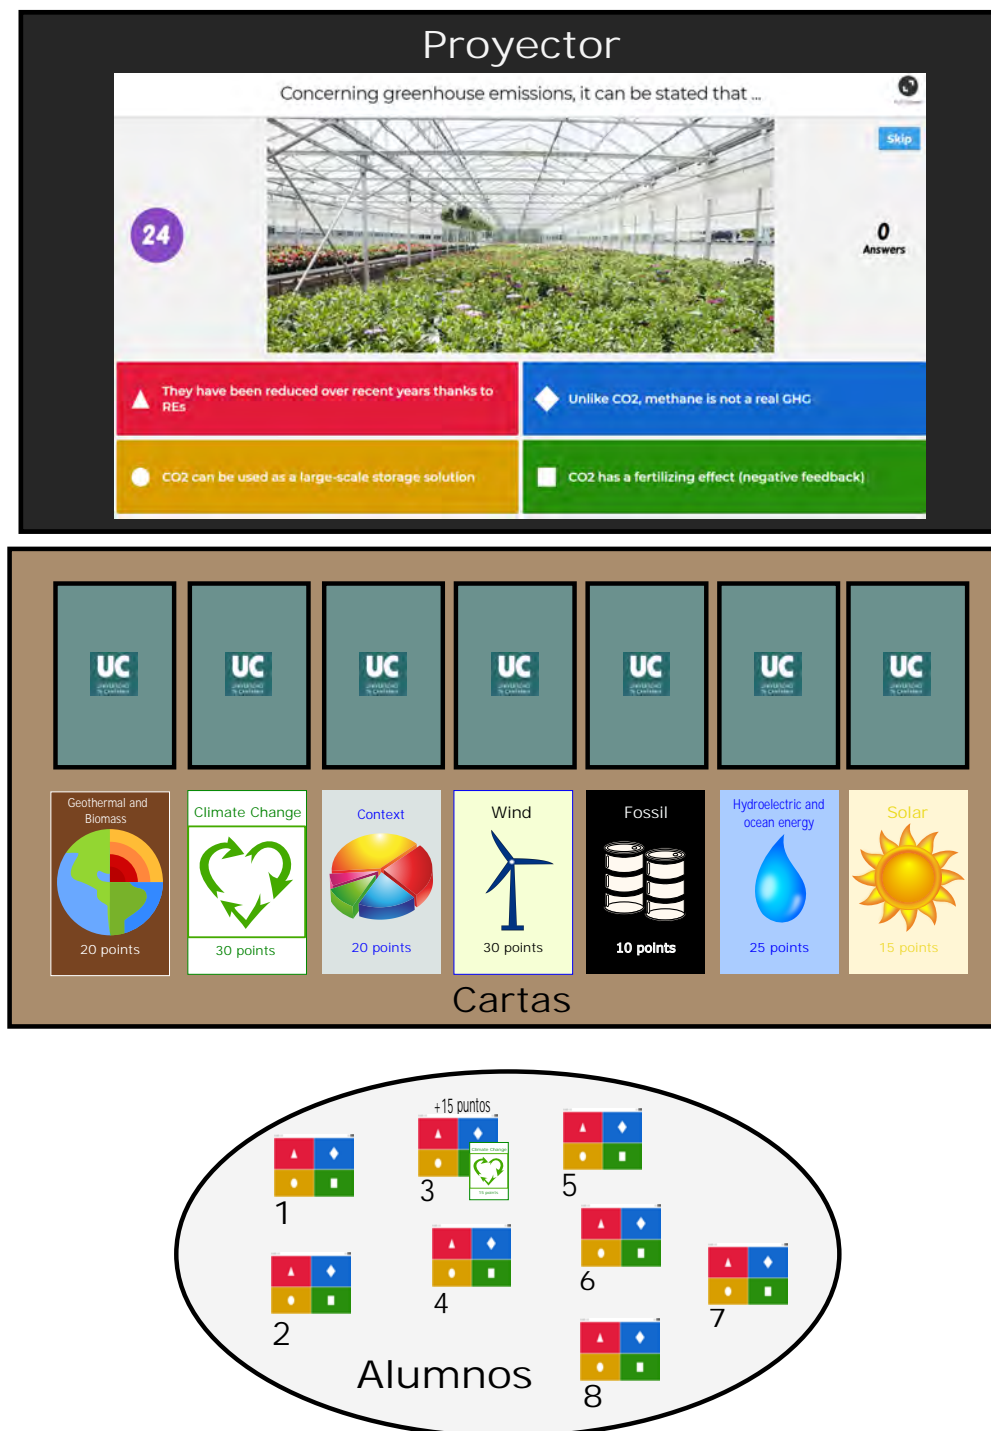 Proyector
Concerning greenhouse emissions, it can be stated that ...
Skip
24
0
Answers
They have been reduced over recent years thanks to
REs
Unlike CO2, methane is not a real GHG
CO2 can be used as a large-scale storage solution
CO2 has a fertilizing effect (negative feedback)
UC
UC
UC
UC
UC
UC
UC
Geothermal and
Biomass
20 points
Climate Change
30 points
Context
20 points
Wind
30 points
Fossil
10 points
Hydroelectric and
ocean energy
25 points
Solar
15 points
Cartas
+15 puntos
Climate Change
15 points
1
2
3
4
5
6
7
8
Alumnos